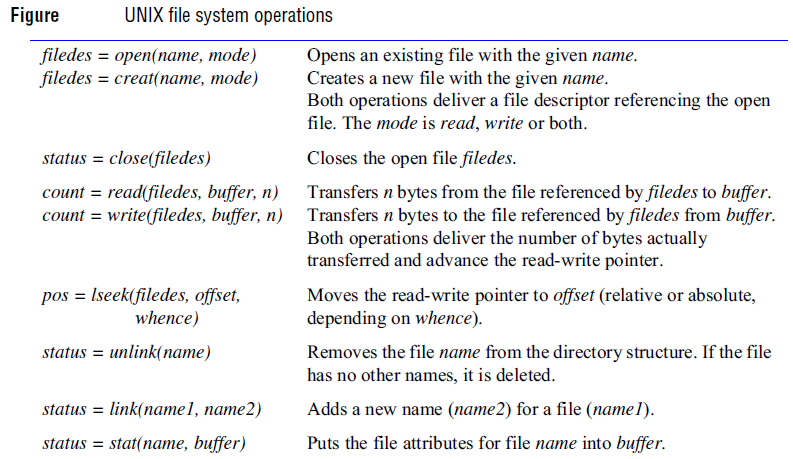 Figure UNIX file system operations
filedes = open(name, mode) Opens an existing file with the given name.
filedes = creat(name, mode) Creates a new file with the given name.
Both operations deliver a file descriptor referencing the open
file. The mode is read, write or both.
status = close(filedes) Closes the open file filedes.
count = read(filedes, buffer, n) Transfers n bytes from the file referenced by filedes to buffer.
count = write(filedes, buffer, n) Transfers n bytes to the file referenced by filedes from buffer.
Both operations deliver the number of bytes actually
transferred and advance the read-write pointer.
pos = lseek(filedes, offset, Moves the read-write pointer to offset (relative or absolute,
whence) depending on whence).
status = unlink(name) Removes the file name from the directory structure. If the file
has no other names, it is deleted.
status = link(name1, name2) Adds a new name (name2) for a file (name1).
status = stat(name, buffer) Puts the file attributes for file name into buffer.